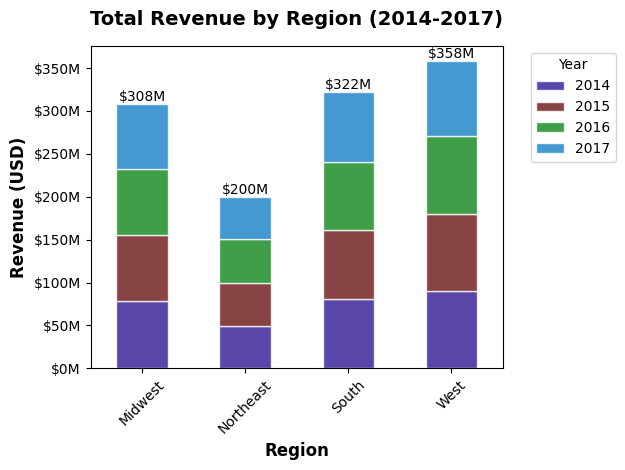 Total Revenue by Region (2014-2017)
Revenue (USD)
$350M
$300M
$250M
$200M
$150M
$100M
$50M
$0M
$308M
$200M
$322M
$358M
Midwest
Northeast
South
West
Region
Year
2014
2015
2016
2017